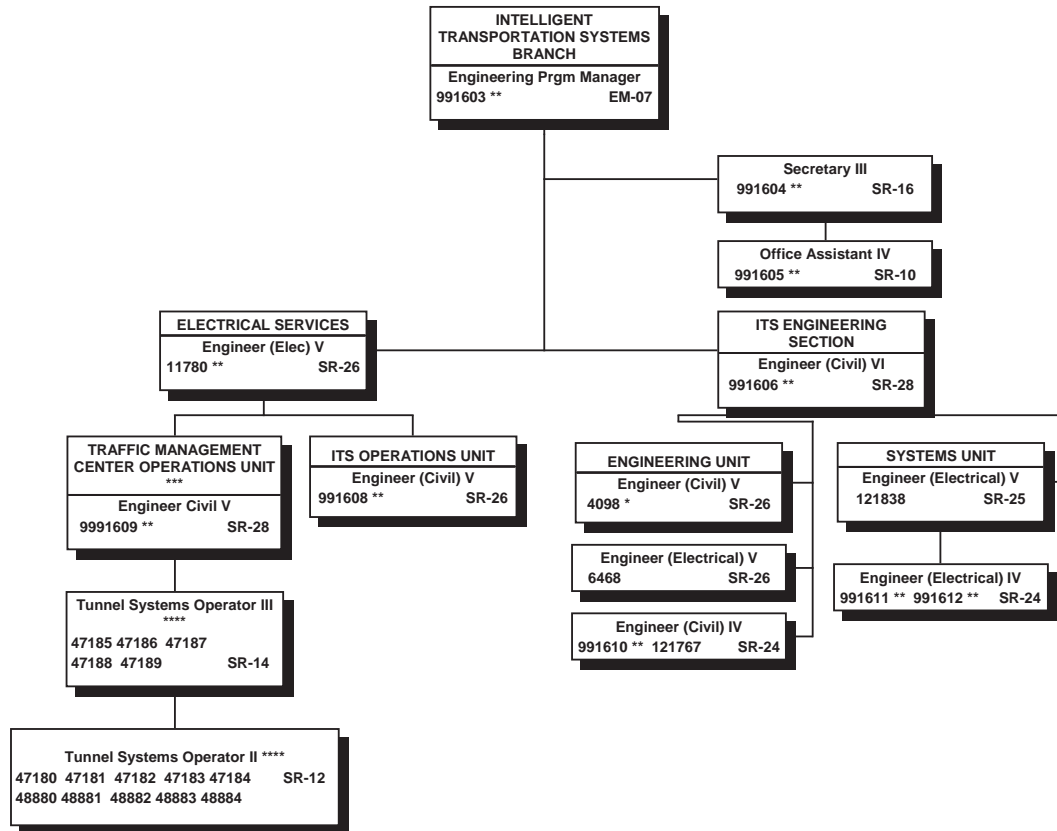 INTELLIGENT
TRANSPORTATION SYSTEMS
BRANCH
Engineering Prgm Manager
991603 ** EM-07
Secretary III
991604 ** SR-16
Office Assistant IV
991605 ** SR-10
ELECTRICAL SERVICES
Engineer (Elec) V
11780 ** SR-26
ITS ENGINEERING
SECTION
Engineer (Civil) VI
991606 ** SR-28
TRAFFIC MANAGEMENT
CENTER OPERATIONS UNIT
***
Engineer Civil V
9991609 ** SR-28
ITS OPERATIONS UNIT
Engineer (Civil) V
991608 ** SR-26
ENGINEERING UNIT
Engineer (Civil) V
4098 * SR-26
SYSTEMS UNIT
Engineer (Electrical) V
121838 SR-25
Engineer (Electrical) V
6468 SR-26
Engineer (Electrical) IV
991611 ** 991612 ** SR-24
Engineer (Civil) IV
991610 ** 121767 SR-24
Tunnel Systems Operator III
****
47185 47186 47187
47188 47189 SR-14
Tunnel Systems Operator II ****
47180 47181 47182 47183 47184 SR-12
48880 48881 48882 48883 48884